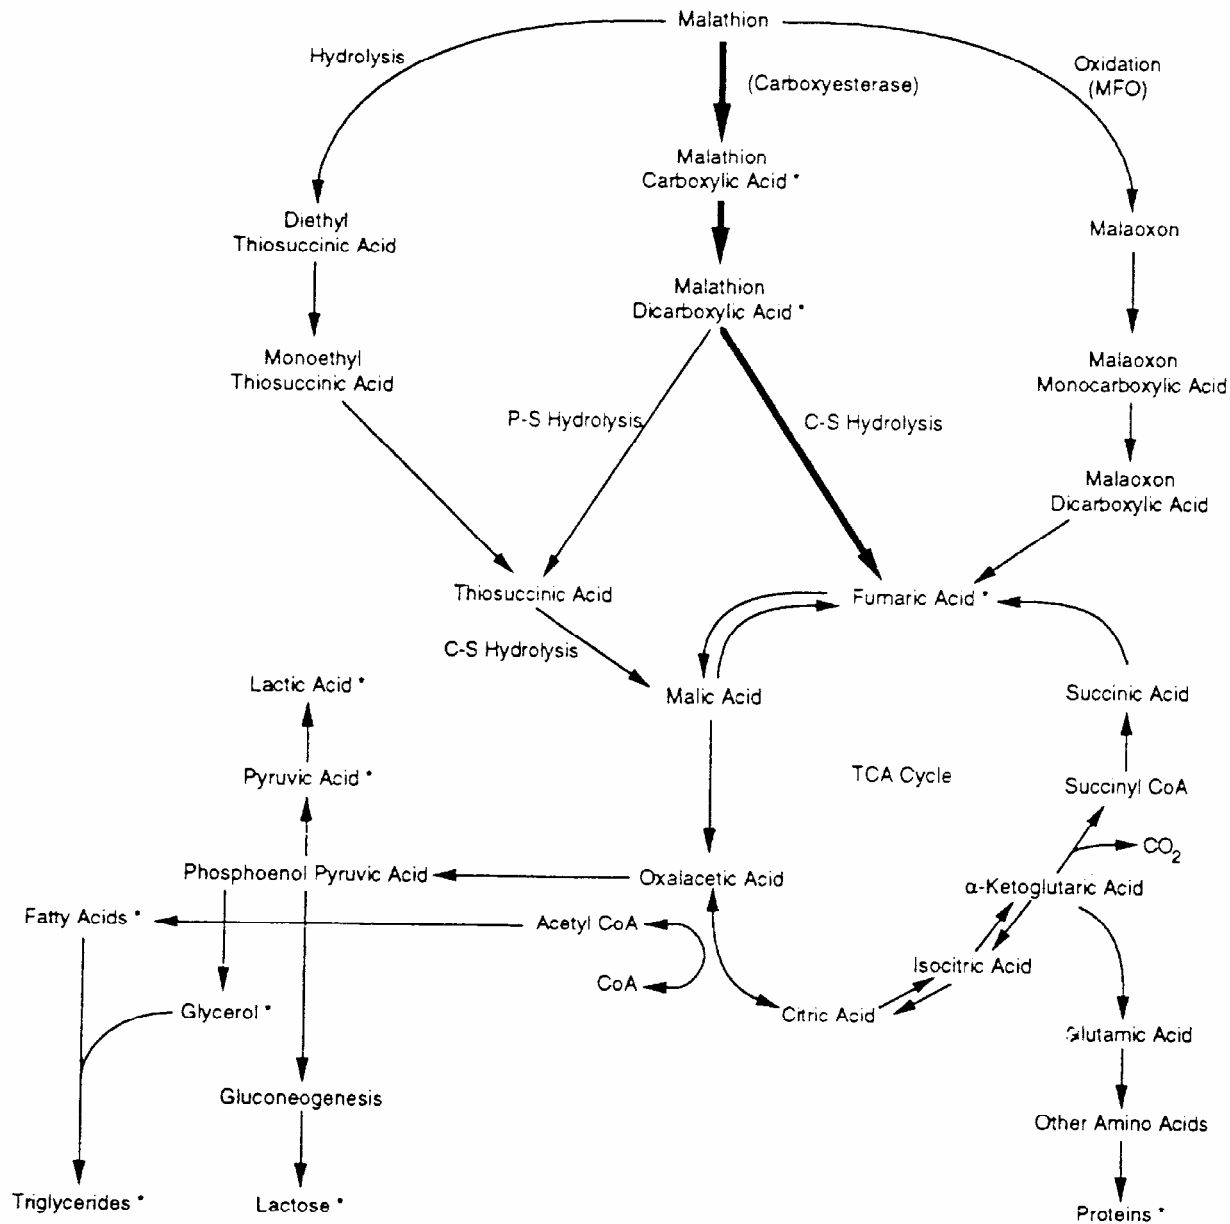 Malathion
Hydrolysis
Oxidation
(MFO)
(Carboxyesterase)
Malathion
Carboxylic Acid *
Diethyl
Thiosuccinic Acid
Malaoxon
Malathion
Dicarboxylic Acid *
Monoethyl
Thiosuccinic Acid
Malaoxon
Monocarboxylic Acid
P-S Hydrolysis
C-S Hydrolysis
Malaoxon
Dicarboxylic Acid
Thiosuccinic Acid
Fumaric Acid *
C-S Hydrolysis
Lactic Acid *
Malic Acid
Succinic Acid
Pyruvic Acid *
TCA Cycle
Succinyl CoA
CO2
Phosphoenol Pyruvic Acid
Oxalacetic Acid
α-Ketoglutaric Acid
Fatty Acids *
Acetyl CoA
Isocitric Acid
CoA
Glycerol *
Citric Acid
Glutamic Acid
Gluconeogenesis
Other Amino Acids
Triglycerides *
Lactose *
Proteins *